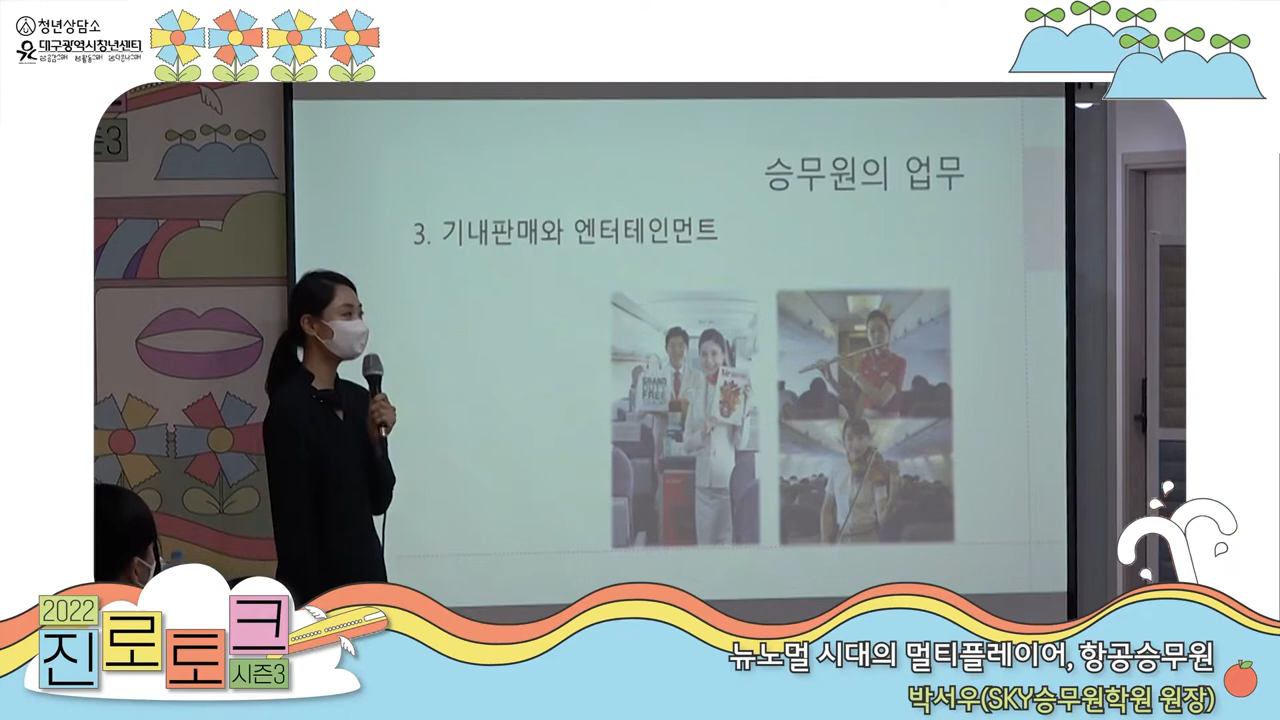 청년상담소
대구광역시청년센터
3
승무원의 업무
3. 기내판매와 엔터테인먼트
2022
진로토크
시즌3
뉴노멀 시대의 멀티플레이어, 항공승무원
박서우(SKY승무원학원 원장)